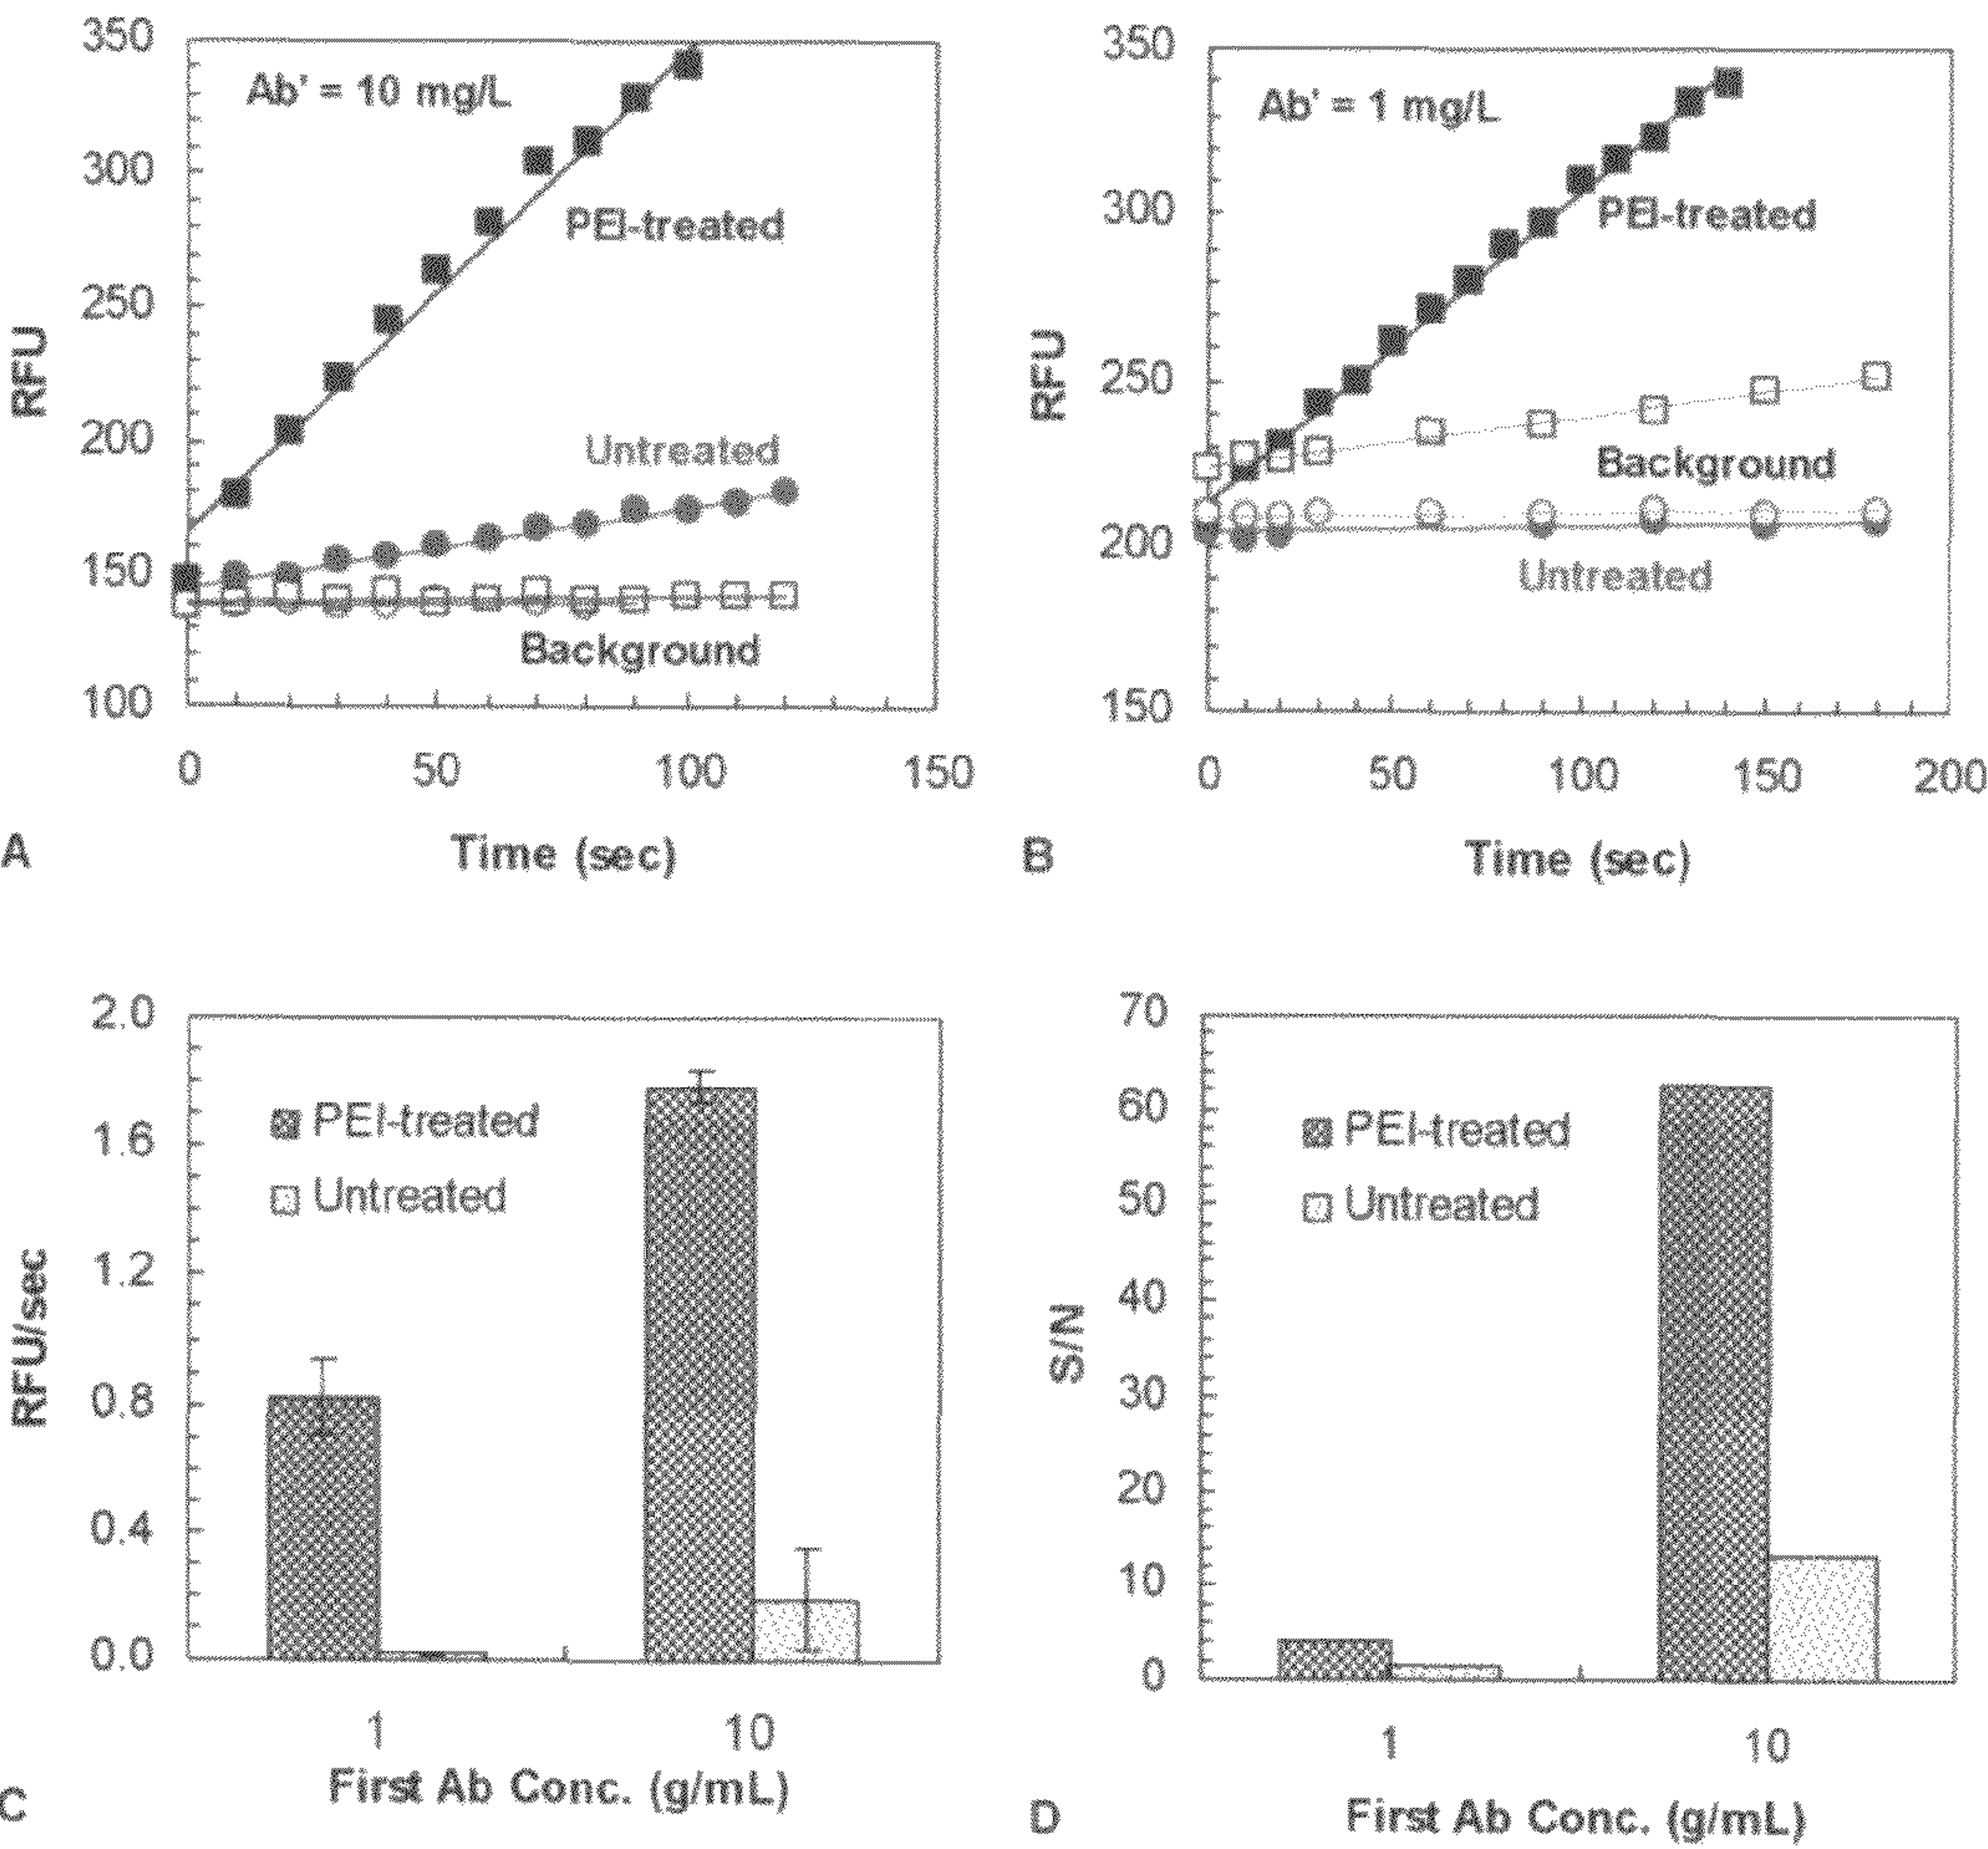 350
300
250
200
150
100
RFU
Ab' = 10 mg/L
PEI-treated
Untreated
Background
0 50 100 150
Time (sec)
A
350
300
250
200
150
RFU
Ab' = 1 mg/L
PEI-treated
Background
Untreated
0 50 100 150 200
Time (sec)
B
2.0
1.6
1.2
0.8
0.4
0.0
RFU/sec
PEI-treated
Untreated
1 10
First Ab Conc. (g/mL)
C
70
60
50
40
30
20
10
0
S/N
PEI-treated
Untreated
1 10
First Ab Conc. (g/mL)
D